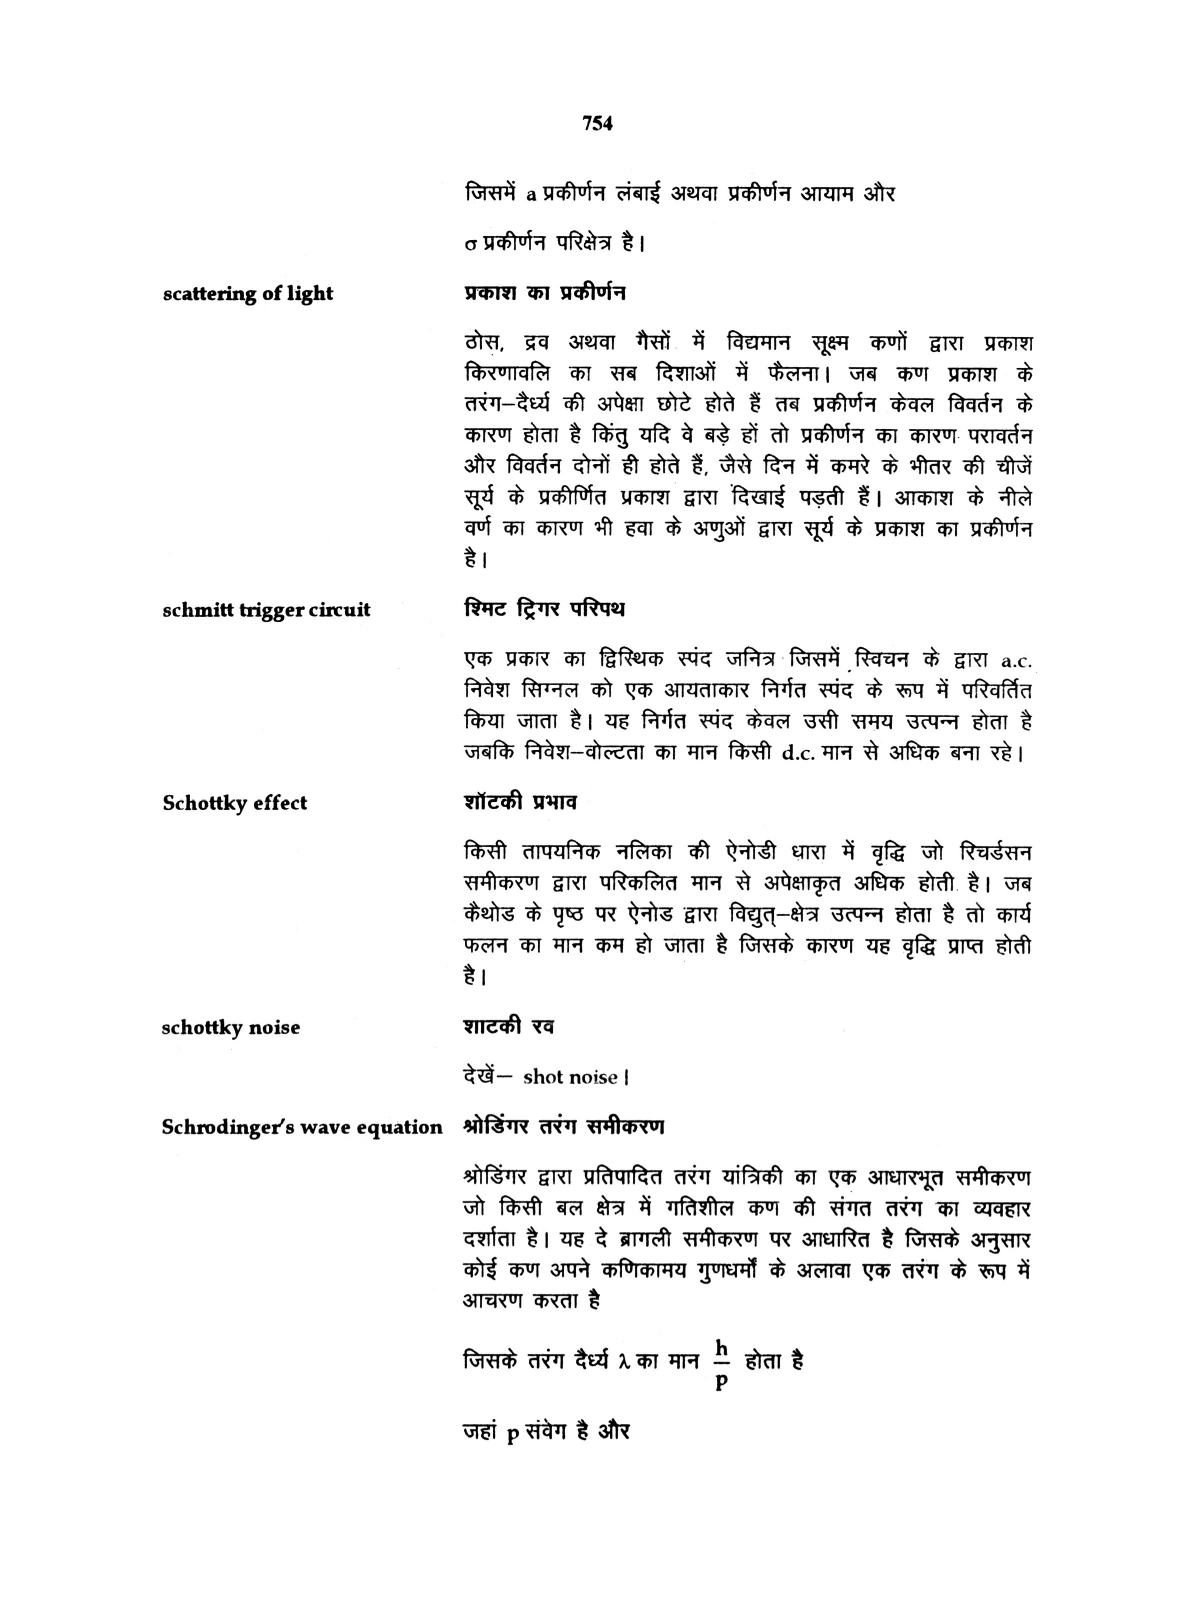 754
जिसमें a प्रकीर्णन लंबाई अथवा प्रकीर्णन आयाम और
σ प्रकीर्णन परिक्षेत्र है।
scattering of light प्रकाश का प्रकीर्णन
ठोस, द्रव अथवा गैसों में विद्यमान सूक्ष्म कणों द्वारा प्रकाश
किरणावलि का सब दिशाओं में फैलना। जब कण प्रकाश के
तरंग–दैर्ध्य की अपेक्षा छोटे होते हैं तब प्रकीर्णन केवल विवर्तन के
कारण होता है किंतु यदि वे बड़े हों तो प्रकीर्णन का कारण परावर्तन
और विवर्तन दोनों ही होते हैं, जैसे दिन में कमरे के भीतर की चीजें
सूर्य के प्रकीर्णित प्रकाश द्वारा दिखाई पड़ती हैं। आकाश के नीले
वर्ण का कारण भी हवा के अणुओं द्वारा सूर्य के प्रकाश का प्रकीर्णन
है।
schmitt trigger circuit श्मिट ट्रिगर परिपथ
एक प्रकार का द्विस्थिक स्पंद जनित्र जिसमें स्विचन के द्वारा a.c.
निवेश सिग्नल को एक आयताकार निर्गत स्पंद के रूप में परिवर्तित
किया जाता है। यह निर्गत स्पंद केवल उसी समय उत्पन्न होता है
जबकि निवेश–वोल्टता का मान किसी d.c. मान से अधिक बना रहे।
Schottky effect शॉटकी प्रभाव
किसी तापयनिक नलिका की ऐनोडी धारा में वृद्धि जो रिचर्डसन
समीकरण द्वारा परिकलित मान से अपेक्षाकृत अधिक होती है। जब
कैथोड के पृष्ठ पर ऐनोड द्वारा विद्युत्–क्षेत्र उत्पन्न होता है तो कार्य
फलन का मान कम हो जाता है जिसके कारण यह वृद्धि प्राप्त होती
है।
schottky noise शाटकी रव
देखें– shot noise।
Schrodinger's wave equation श्रोडिंगर तरंग समीकरण
श्रोडिंगर द्वारा प्रतिपादित तरंग यांत्रिकी का एक आधारभूत समीकरण
जो किसी बल क्षेत्र में गतिशील कण की संगत तरंग का व्यवहार
दर्शाता है। यह दे ब्रागली समीकरण पर आधारित है जिसके अनुसार
कोई कण अपने कणिकामय गुणधर्मों के अलावा एक तरंग के रूप में
आचरण करता है
जिसके तरंग दैर्ध्य λ का मान h/p होता है
जहां p संवेग है और